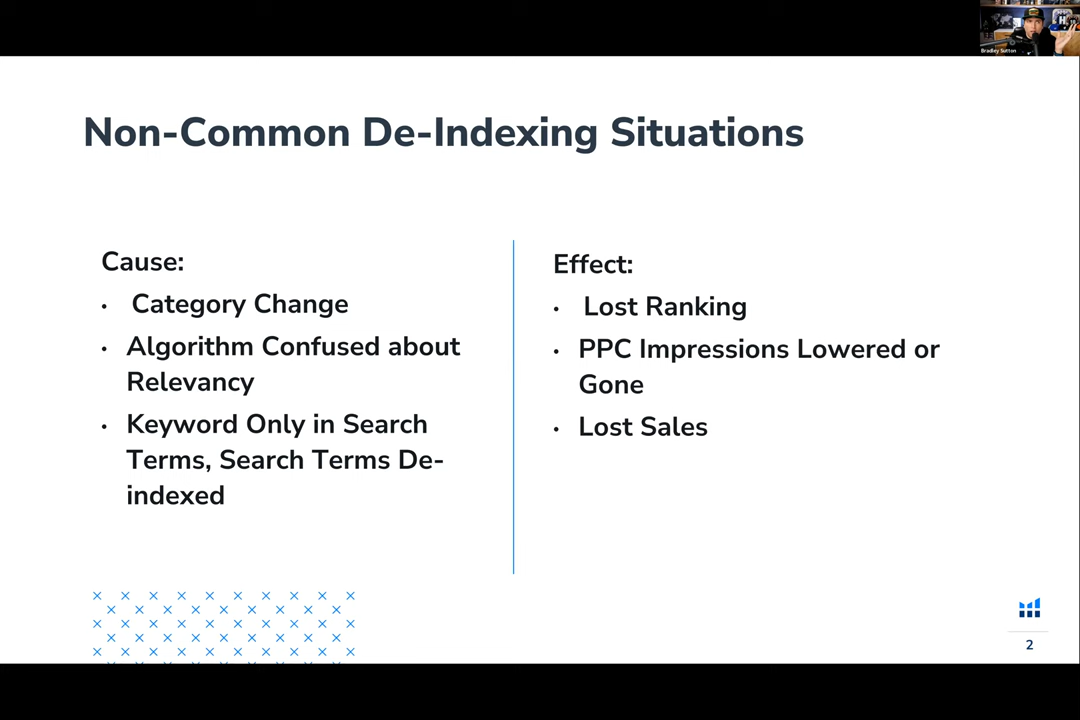 Bradley Sutton
Non-Common De-Indexing Situations
Cause:
• Category Change
• Algorithm Confused about
Relevancy
• Keyword Only in Search
Terms, Search Terms De-
indexed
Effect:
• Lost Ranking
• PPC Impressions Lowered or
Gone
• Lost Sales
2